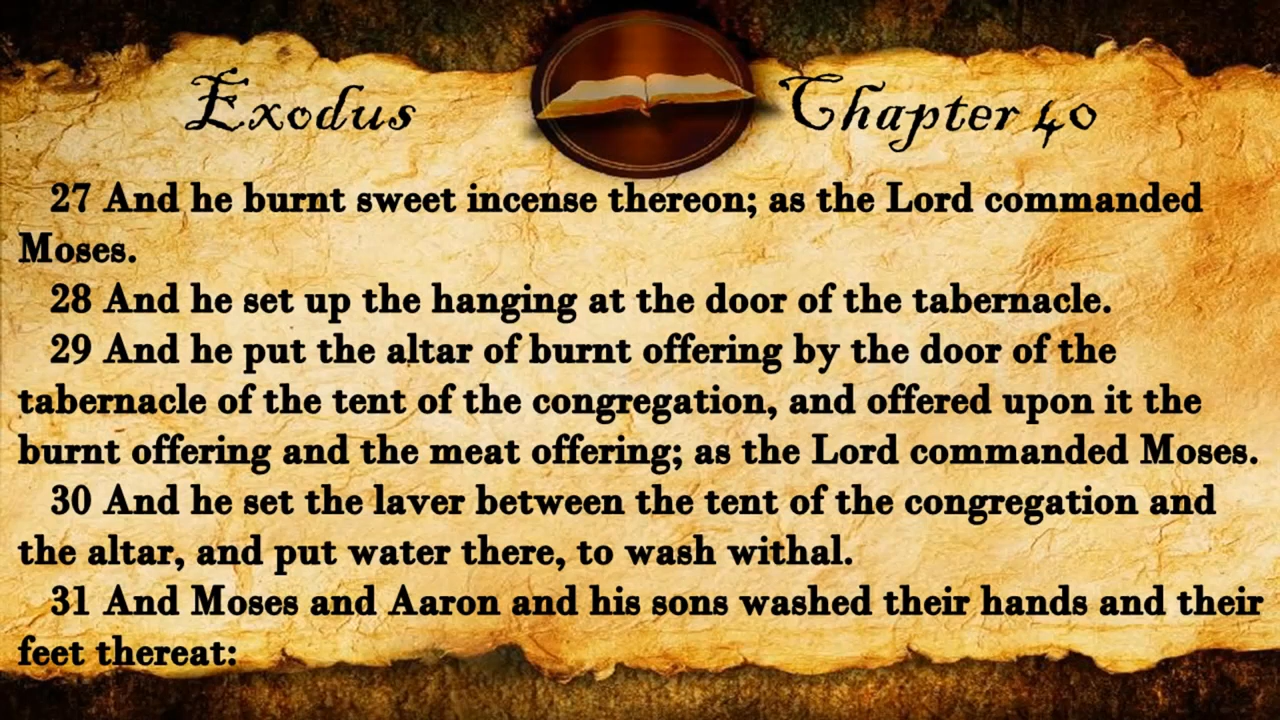 Exodus Chapter 40
27 And he burnt sweet incense thereon; as the Lord commanded
Moses.
28 And he set up the hanging at the door of the tabernacle.
29 And he put the altar of burnt offering by the door of the
tabernacle of the tent of the congregation, and offered upon it the
burnt offering and the meat offering; as the Lord commanded Moses.
30 And he set the laver between the tent of the congregation and
the altar, and put water there, to wash withal.
31 And Moses and Aaron and his sons washed their hands and their
feet thereat: